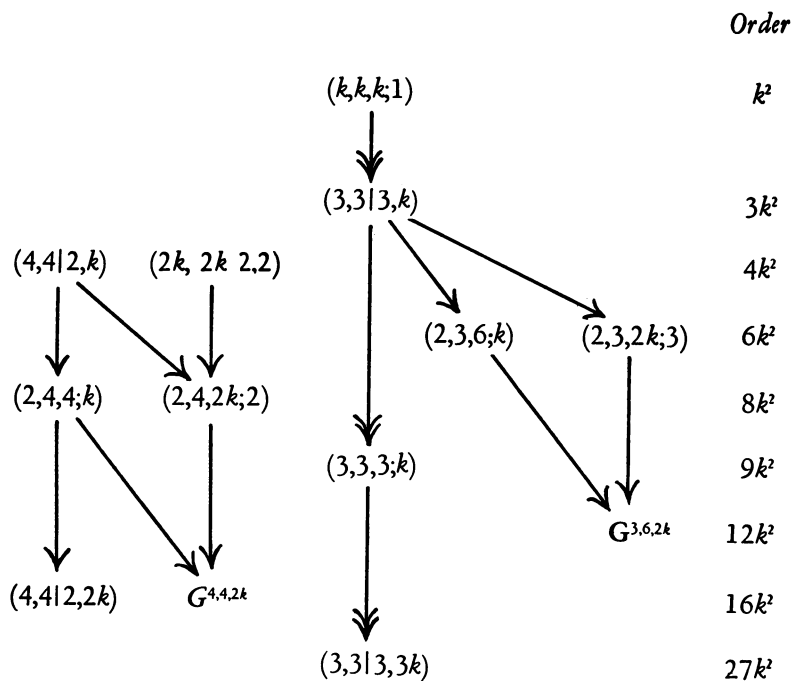 Order
(k,k,k;1) k²
(3,3|3,k) 3k²
(4,4|2,k) (2k, 2k 2,2) 4k²
(2,3,6;k) (2,3,2k;3) 6k²
(2,4,4;k) (2,4,2k;2) 8k²
(3,3,3;k) 9k²
G³,⁶,²ᵏ 12k²
(4,4|2,2k) G⁴,⁴,²ᵏ 16k²
(3,3|3,3k) 27k²